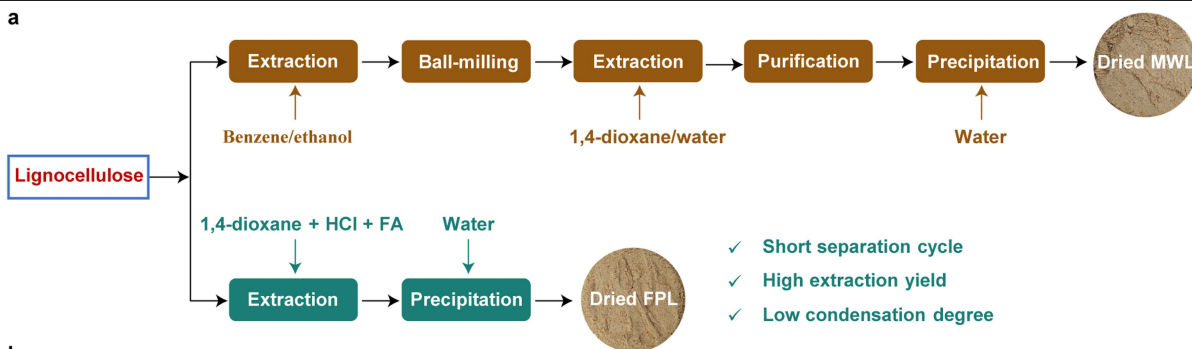 a
Extraction
Ball-milling
Extraction
Purification
Precipitation
Dried MWL
Benzene/ethanol
1,4-dioxane/water
Water
Lignocellulose
1,4-dioxane + HCl + FA
Water
Extraction
Precipitation
Dried FPL
✓ Short separation cycle
✓ High extraction yield
✓ Low condensation degree